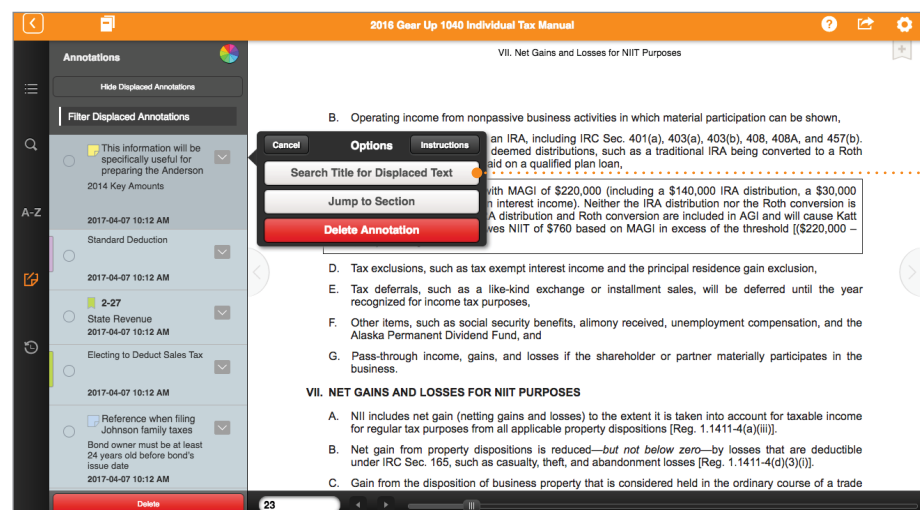 2016 Gear Up 1040 Individual Tax Manual
?
Annotations
Hide Displaced Annotations
Filter Displaced Annotations
This information will be
specifically useful for
preparing the Anderson
2014 Key Amounts
2017-04-07 10:12 AM
Standard Deduction
2017-04-07 10:12 AM
2-27
State Revenue
2017-04-07 10:12 AM
Electing to Deduct Sales Tax
2017-04-07 10:12 AM
Reference when filing
Johnson family taxes
Bond owner must be at least
24 years old before bond's
issue date
2017-04-07 10:12 AM
Delete
A-Z
Cancel
Options
Instructions
Search Title for Displaced Text
Jump to Section
Delete Annotation
VII. Net Gains and Losses for NIIT Purposes
B. Operating income from nonpassive business activities in which material participation can be shown,
an IRA, including IRC Sec. 401(a), 403(a), 403(b), 408, 408A, and 457(b).
deemed distributions, such as a traditional IRA being converted to a Roth
aid on a qualified plan loan,
with MAGI of $220,000 (including a $140,000 IRA distribution, a $30,000
n interest income). Neither the IRA distribution nor the Roth conversion is
A distribution and Roth conversion are included in AGI and will cause Katt
wes NIIT of $760 based on MAGI in excess of the threshold [($220,000 –
D. Tax exclusions, such as tax exempt interest income and the principal residence gain exclusion,
E. Tax deferrals, such as a like-kind exchange or installment sales, will be deferred until the year
recognized for income tax purposes,
F. Other items, such as social security benefits, alimony received, unemployment compensation, and the
Alaska Permanent Dividend Fund, and
G. Pass-through income, gains, and losses if the shareholder or partner materially participates in the
business.
VII. NET GAINS AND LOSSES FOR NIIT PURPOSES
A. NII includes net gain (netting gains and losses) to the extent it is taken into account for taxable income
for regular tax purposes from all applicable property dispositions [Reg. 1.1411-4(a)(iii)].
B. Net gain from property dispositions is reduced—but not below zero—by losses that are deductible
under IRC Sec. 165, such as casualty, theft, and abandonment losses [Reg. 1.1411-4(d)(3)(i)].
C. Gain from the disposition of business property that is considered held in the ordinary course of a trade
23